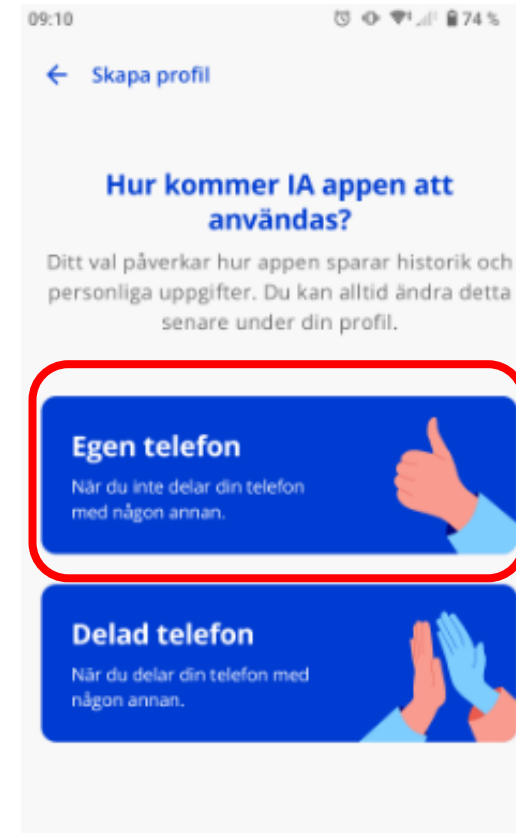 09:10 74 %
Skapa profil
Hur kommer IA appen att
användas?
Ditt val påverkar hur appen sparar historik och
personliga uppgifter. Du kan alltid ändra detta
senare under din profil.
Egen telefon
När du inte delar din telefon
med någon annan.
Delad telefon
När du delar din telefon med
någon annan.